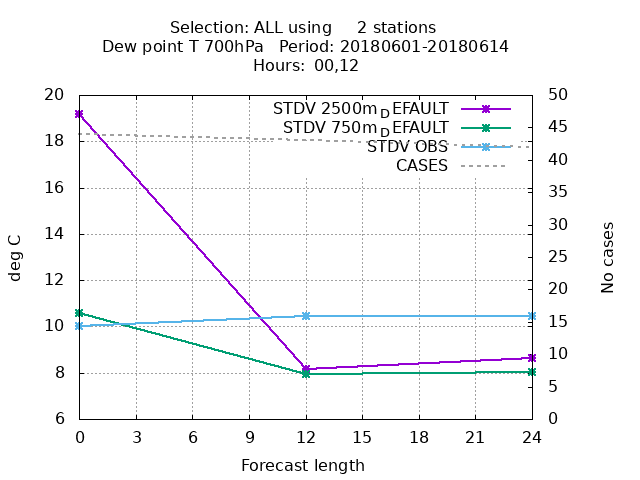 Selection: ALL using     2 stations
Dew point T 700hPa   Period: 20180601-20180614
Hours:  00,12
STDV 2500m_DEFAULT
STDV 750m_DEFAULT
STDV OBS
CASES
20
18
16
14
12
10
8
6
deg C
50
45
40
35
30
25
20
15
10
5
0
No cases
0 3 6 9 12 15 18 21 24
Forecast length